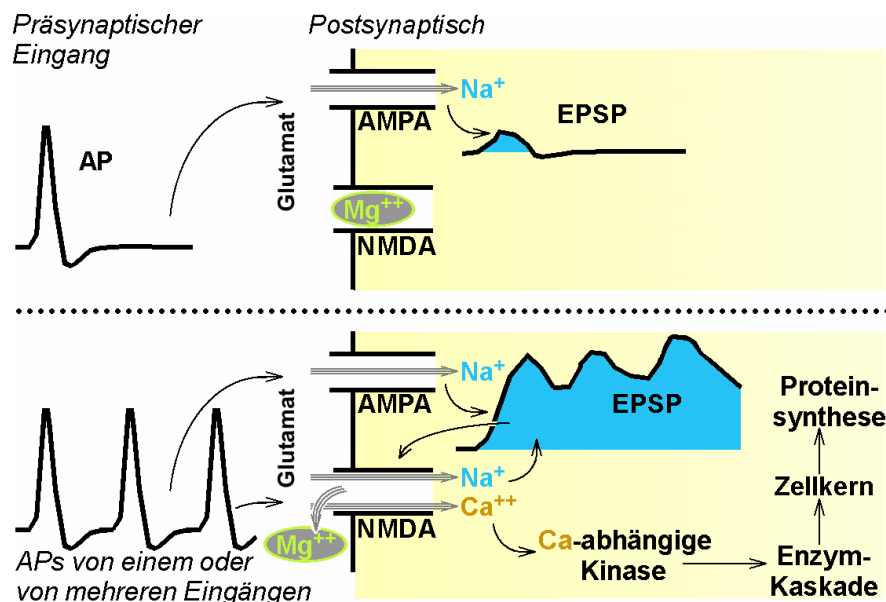 Präsynaptischer
Eingang
Postsynaptisch
Glutamat
Na+
AMPA
EPSP
AP
Mg++
NMDA
Na+
AMPA
EPSP
Glutamat
Na+
Ca++
NMDA
Mg++
Protein-
synthese
Zellkern
Ca-abhängige
Kinase
Enzym-
Kaskade
APs von einem oder
von mehreren Eingängen